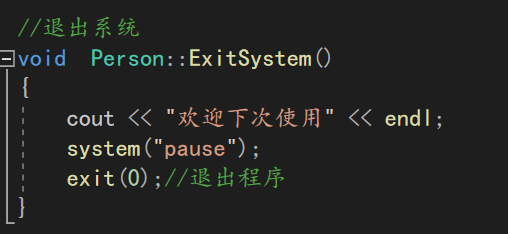 //退出系统
void Person::ExitSystem()
{
cout << "欢迎下次使用" << endl;
system("pause");
exit(0);//退出程序
}